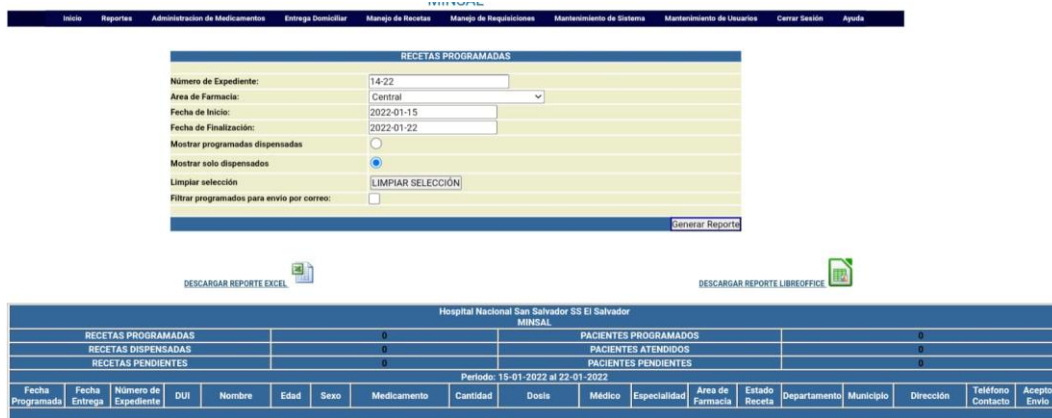 MINSAL
Inicio Reportes Administracion de Medicamentos Entrega Domiciliar Manejo de Recetas Manejo de Requisiciones Mantenimiento de Sistema Mantenimiento de Usuarios Cerrar Sesión Ayuda
RECETAS PROGRAMADAS
Número de Expediente: 14-22
Area de Farmacia: Central
Fecha de Inicio: 2022-01-15
Fecha de Finalización: 2022-01-22
Mostrar programadas dispensadas
Mostrar solo dispensados
Limpiar selección LIMPIAR SELECCIÓN
Filtrar programados para envio por correo:
Generar Reporte
DESCARGAR REPORTE EXCEL DESCARGAR REPORTE LIBREOFFICE
Hospital Nacional San Salvador SS El Salvador
MINSAL
RECETAS PROGRAMADAS 0 PACIENTES PROGRAMADOS 0
RECETAS DISPENSADAS 0 PACIENTES ATENDIDOS 0
RECETAS PENDIENTES 0 PACIENTES PENDIENTES 0
Periodo: 15-01-2022 al 22-01-2022
Fecha Programada Fecha Entrega Número de Expediente DUI Nombre Edad Sexo Medicamento Cantidad Dosis Médico Especialidad Area de Farmacia Estado Receta Departamento Municipio Dirección Teléfono Contacto Acepto Envio